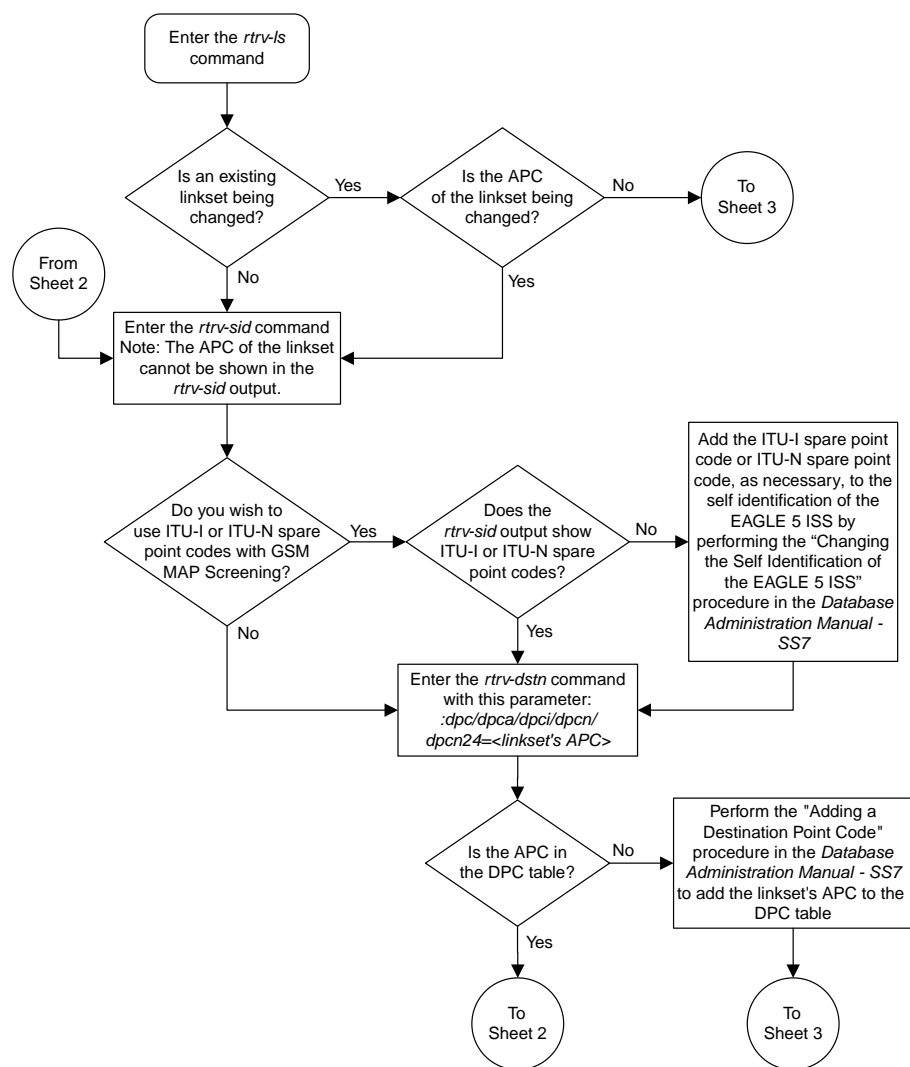 Enter the rtrv-ls
command
Is an existing
linkset being
changed?
Yes
Is the APC
of the linkset being
changed?
No
To
Sheet 3
From
Sheet 2
No
Yes
Enter the rtrv-sid command
Note: The APC of the linkset
cannot be shown in the
rtrv-sid output.
Do you wish to
use ITU-I or ITU-N spare
point codes with GSM
MAP Screening?
Yes
Does the
rtrv-sid output show
ITU-I or ITU-N spare
point codes?
No
Add the ITU-I spare point
code or ITU-N spare point
code, as necessary, to the
self identification of the
EAGLE 5 ISS by
performing the “Changing
the Self Identification of
the EAGLE 5 ISS”
procedure in the Database
Administration Manual -
SS7
No
Yes
Enter the rtrv-dstn command
with this parameter:
:dpc/dpca/dpci/dpcn/
dpcn24=<linkset's APC>
Is the APC in
the DPC table?
No
Perform the "Adding a
Destination Point Code"
procedure in the Database
Administration Manual - SS7
to add the linkset's APC to the
DPC table
Yes
To
Sheet 2
To
Sheet 3